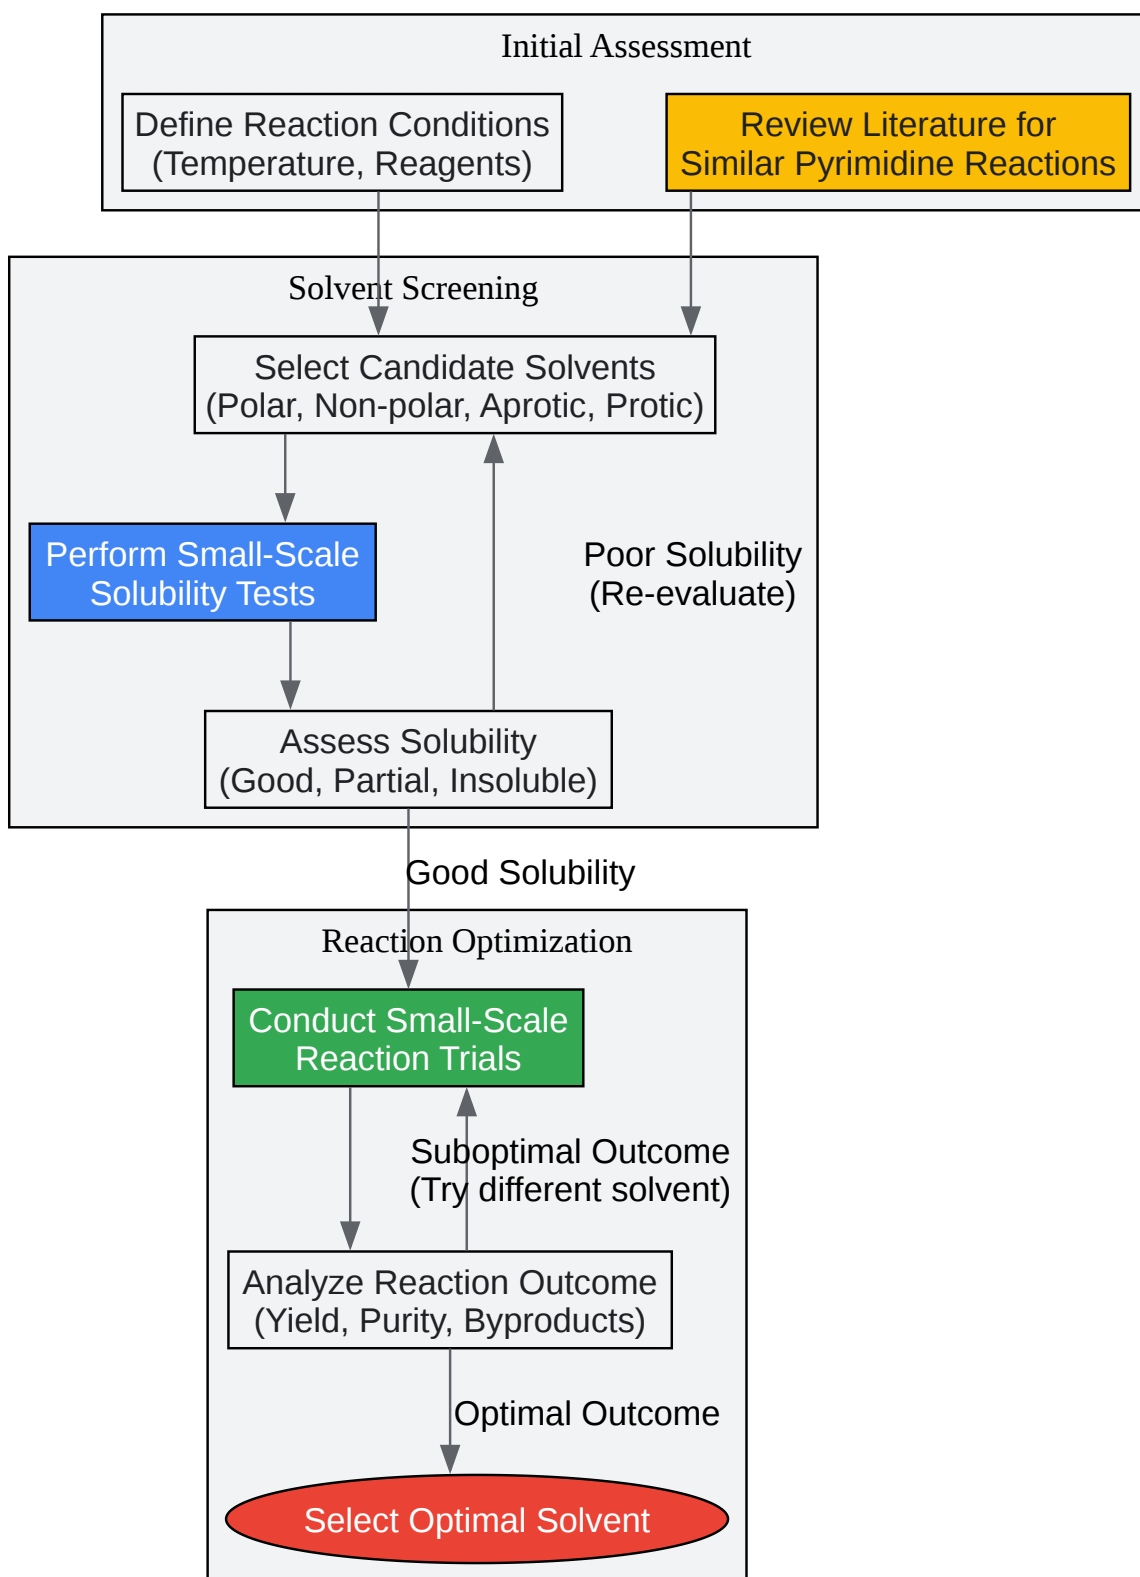 Initial Assessment
Define Reaction Conditions
(Temperature, Reagents)
Review Literature for
Similar Pyrimidine Reactions
Solvent Screening
Select Candidate Solvents
(Polar, Non-polar, Aprotic, Protic)
Perform Small-Scale
Solubility Tests
Poor Solubility
(Re-evaluate)
Assess Solubility
(Good, Partial, Insoluble)
Good Solubility
Reaction Optimization
Conduct Small-Scale
Reaction Trials
Suboptimal Outcome
(Try different solvent)
Analyze Reaction Outcome
(Yield, Purity, Byproducts)
Optimal Outcome
Select Optimal Solvent